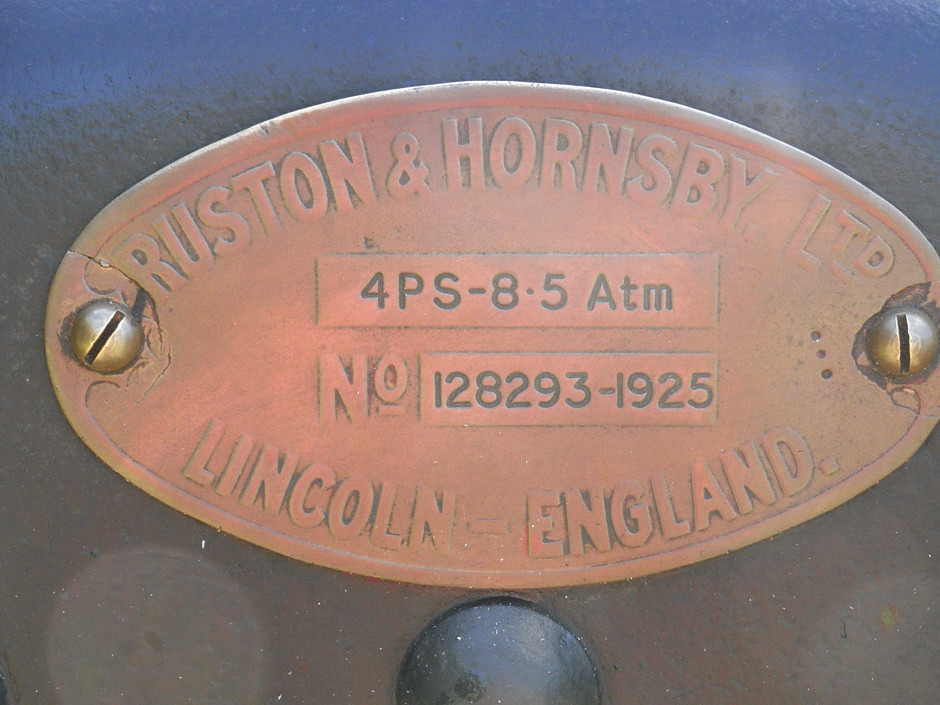 RUSTON & HORNSBY. LTD
4PS-8·5 Atm
No 128293-1925
LINCOLN - ENGLAND.